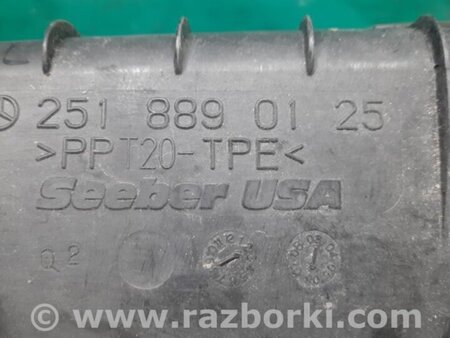 251 889 01 25
>PPT20-TPE<
Seeber USA
Q2
www.razborki.com